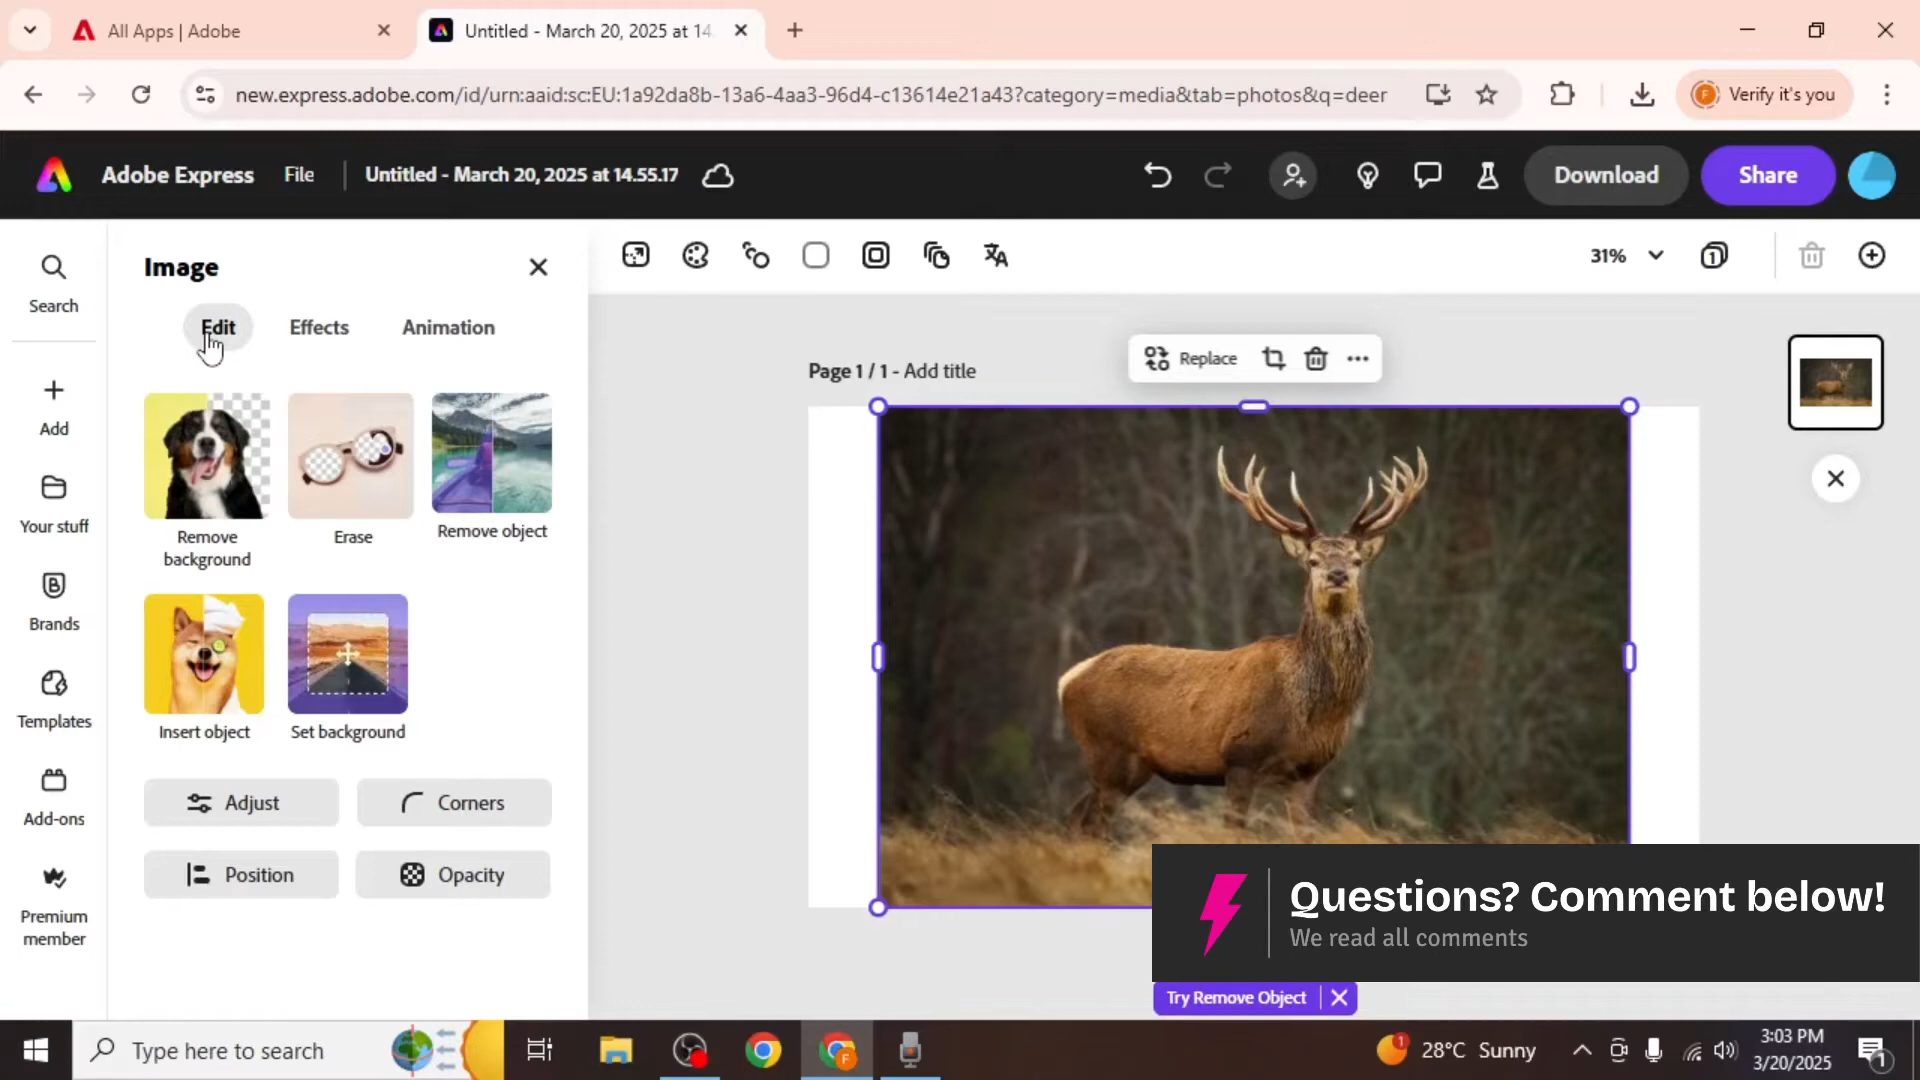 All Apps | Adobe
Untitled - March 20, 2025 at 14
new.express.adobe.com/id/urn:aaid:sc:EU:1a92da8b-13a6-4aa3-96d4-c13614e21a43?category=media&tab=photos&q=deer
Verify it's you
Adobe Express
File
Untitled - March 20, 2025 at 14.55.17
Download
Share
Search
Add
Your stuff
Brands
Templates
Add-ons
Premium
member
Image
Edit
Effects
Animation
Remove
background
Erase
Remove object
Insert object
Set background
Adjust
Corners
Position
Opacity
31%
1
Page 1 / 1 - Add title
Replace
Questions? Comment below!
We read all comments
Try Remove Object
Type here to search
F
1
28°C Sunny
3:03 PM
3/20/2025
1